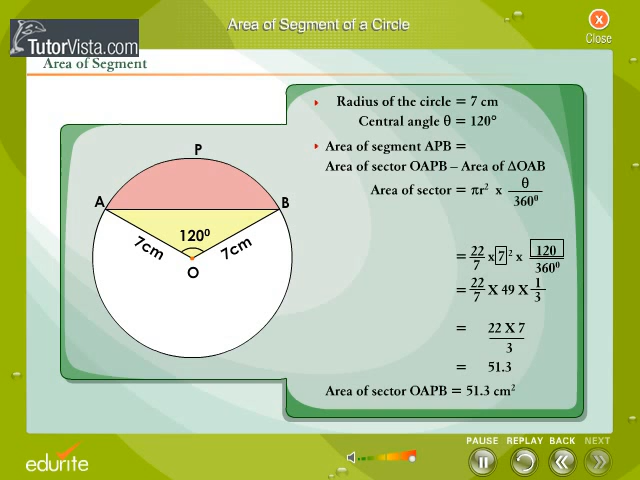 Area of Segment of a Circle
Close
TutorVista.com
Area of Segment
Radius of the circle = 7 cm
Central angle θ = 120°
Area of segment APB =
Area of sector OAPB – Area of ΔOAB
Area of sector = πr² x θ/360⁰
= 22/7 x 7² x 120/360⁰
= 22/7 X 49 X 1/3
= 22 X 7/3
= 51.3
Area of sector OAPB = 51.3 cm²
P
A
B
120⁰
7cm
7cm
O
edurite
PAUSE REPLAY BACK NEXT